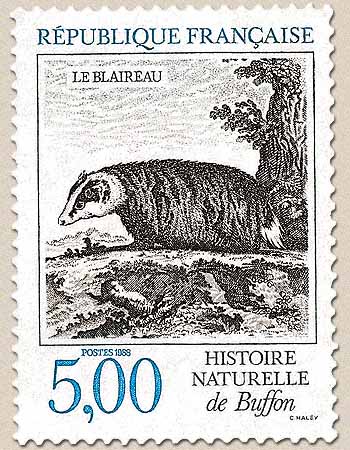 RÉPUBLIQUE FRANÇAISE
LE BLAIREAU
POSTES 1988
5,00
HISTOIRE
NATURELLE
de Buffon
C HALEY